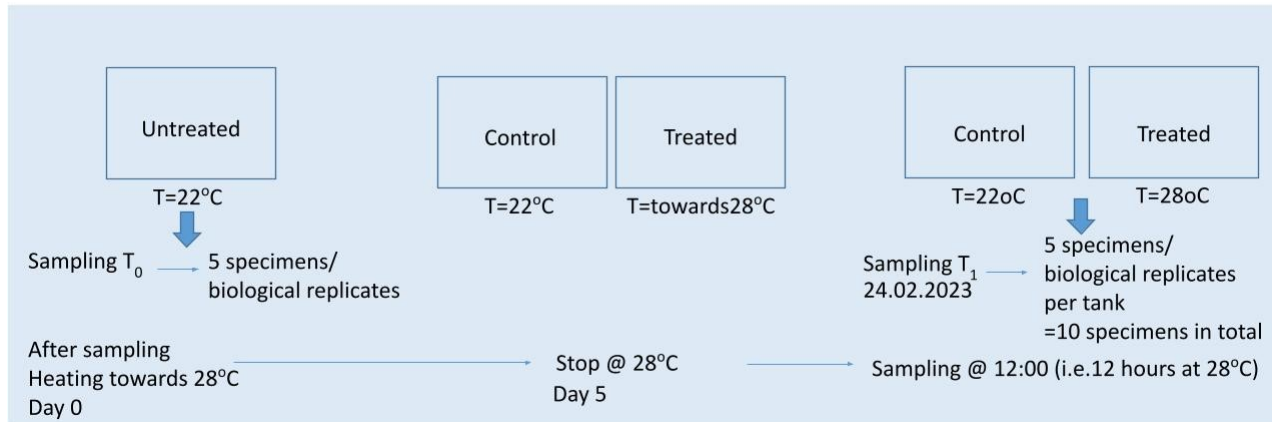 Untreated
T=22°C
Sampling T0
5 specimens/
biological replicates
After sampling
Heating towards 28°C
Day 0
Control
Treated
T=22°C
T=towards28°C
Stop @ 28°C
Day 5
Control
Treated
T=22oC
T=28oC
Sampling T1
24.02.2023
5 specimens/
biological replicates
per tank
=10 specimens in total
Sampling @ 12:00 (i.e.12 hours at 28°C)